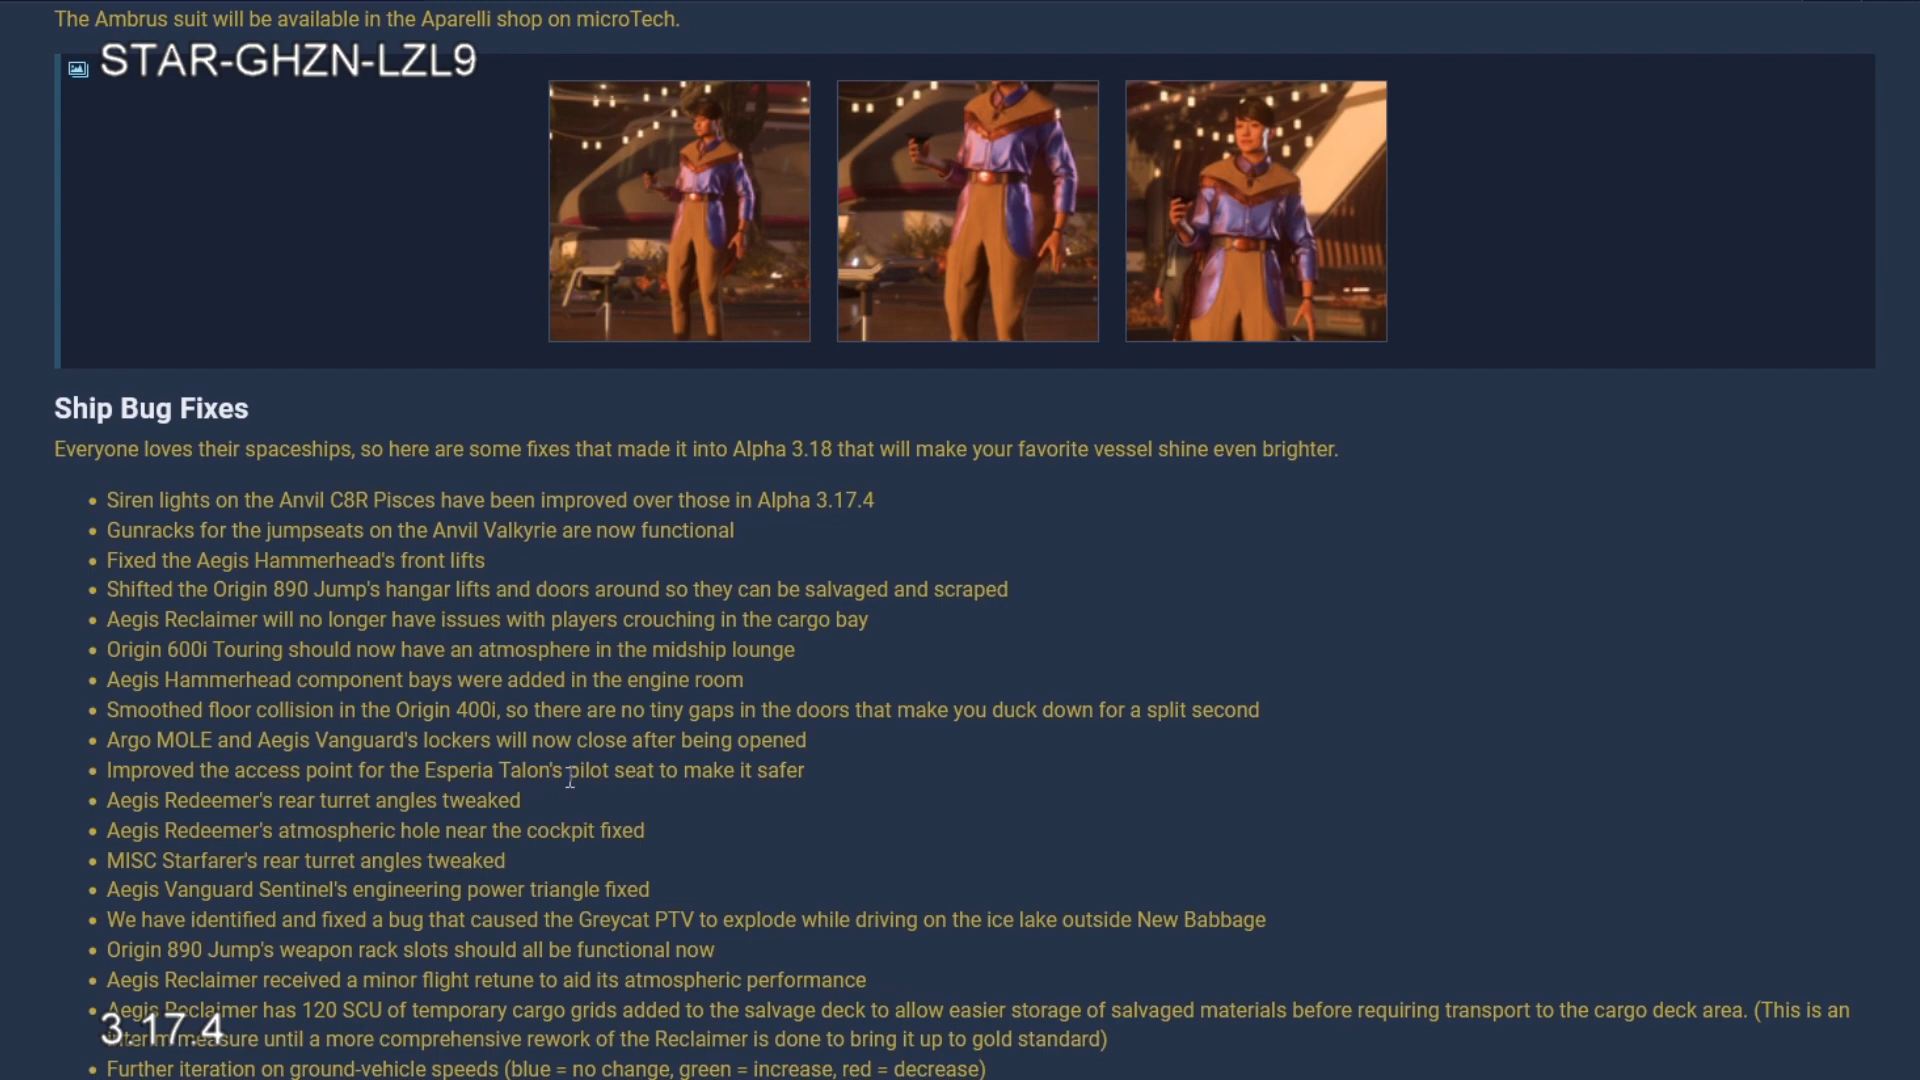 The Ambrus suit will be available in the Aparelli shop on microTech.
STAR-GHZN-LZL9
Ship Bug Fixes
Everyone loves their spaceships, so here are some fixes that made it into Alpha 3.18 that will make your favorite vessel shine even brighter.
• Siren lights on the Anvil C8R Pisces have been improved over those in Alpha 3.17.4
• Gunracks for the jumpseats on the Anvil Valkyrie are now functional
• Fixed the Aegis Hammerhead's front lifts
• Shifted the Origin 890 Jump's hangar lifts and doors around so they can be salvaged and scraped
• Aegis Reclaimer will no longer have issues with players crouching in the cargo bay
• Origin 600i Touring should now have an atmosphere in the midship lounge
• Aegis Hammerhead component bays were added in the engine room
• Smoothed floor collision in the Origin 400i, so there are no tiny gaps in the doors that make you duck down for a split second
• Argo MOLE and Aegis Vanguard's lockers will now close after being opened
• Improved the access point for the Esperia Talon's pilot seat to make it safer
• Aegis Redeemer's rear turret angles tweaked
• Aegis Redeemer's atmospheric hole near the cockpit fixed
• MISC Starfarer's rear turret angles tweaked
• Aegis Vanguard Sentinel's engineering power triangle fixed
• We have identified and fixed a bug that caused the Greycat PTV to explode while driving on the ice lake outside New Babbage
• Origin 890 Jump's weapon rack slots should all be functional now
• Aegis Reclaimer received a minor flight retune to aid its atmospheric performance
• Aegis Reclaimer has 120 SCU of temporary cargo grids added to the salvage deck to allow easier storage of salvaged materials before requiring transport to the cargo deck area. (This is an
interim measure until a more comprehensive rework of the Reclaimer is done to bring it up to gold standard)
3.17.4
• Further iteration on ground-vehicle speeds (blue = no change, green = increase, red = decrease)